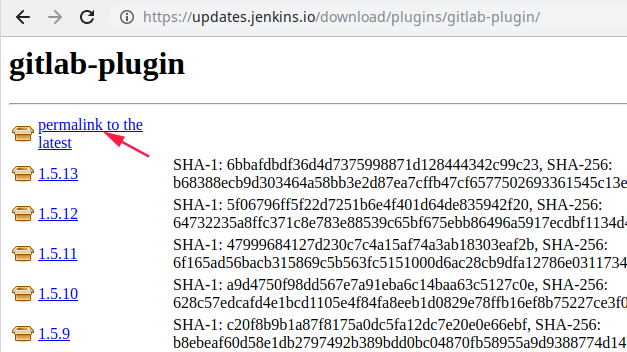 https://updates.jenkins.io/download/plugins/gitlab-plugin/
gitlab-plugin
permalink to the
latest
1.5.13 SHA-1: 6bbafdbdf36d4d7375998871d128444342c99c23, SHA-256:
b68388ecb9d303464a58bb3e2d87ea7cffb47cf6577502693361545c13e
1.5.12 SHA-1: 5f06796ff5f22d7251b6e4f401d64de835942f20, SHA-256:
64732235a8ffc371c8e783e88539c65bf675ebb86496a5917ecdbf1134d4
1.5.11 SHA-1: 47999684127d230c7c4a15af74a3ab18303eaf2b, SHA-256:
6f165ad56bacb315869c5b563fc5151000d6ac28cb9dfa12786e0311734
1.5.10 SHA-1: a9d4750f98dd567e7a91eba6c14baa63c5127c0e, SHA-256:
628c57edcafd4e1bcd1105e4f84fa8eeb1d0829e78ffb16ef8b75227ce3f0
1.5.9 SHA-1: c20f8b9b1a87f8175a0dc5fa12dc7e20e0e66ebf, SHA-256:
b8ebeaf60d58e1db2797492b389bdd0bc04870fb58955a9d9388774d14